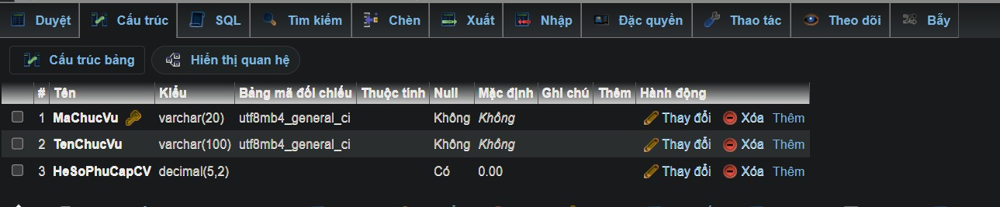 Duyệt Cấu trúc SQL Tìm kiếm Chèn Xuất Nhập Đặc quyền Thao tác Theo dõi Bẫy
Cấu trúc bảng Hiển thị quan hệ
# Tên Kiểu Bảng mã đối chiếu Thuộc tính Null Mặc định Ghi chú Thêm Hành động
1 MaChucVu varchar(20) utf8mb4_general_ci Không Không Thay đổi Xóa Thêm
2 TenChucVu varchar(100) utf8mb4_general_ci Không Không Thay đổi Xóa Thêm
3 HeSoPhuCapCV decimal(5,2) Có 0.00 Thay đổi Xóa Thêm